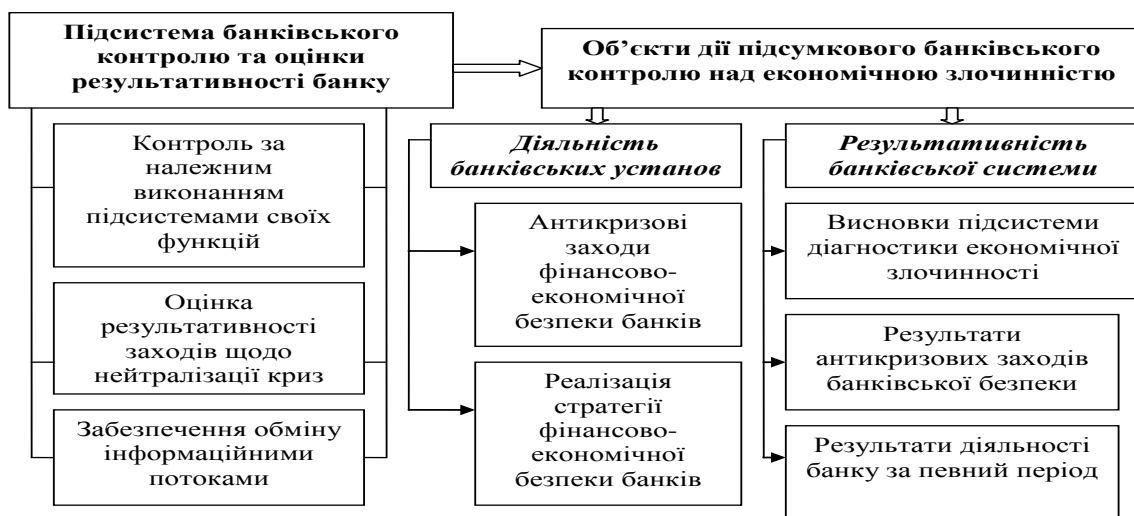 Підсистема банківського
контролю та оцінки
результативності банку
Контроль за
належним
виконанням
підсистемами своїх
функцій
Оцінка
результативності
заходів щодо
нейтралізації криз
Забезпечення обміну
інформаційними
потоками
Об’єкти дії підсумкового банківського
контролю над економічною злочинністю
Діяльність
банківських установ
Антикризові
заходи
фінансово-
економічної
безпеки банків
Реалізація
стратегії
фінансово-
економічної
безпеки банків
Результативність
банківської системи
Висновки підсистеми
діагностики економічної
злочинності
Результати
антикризових заходів
банківської безпеки
Результати діяльності
банку за певний період